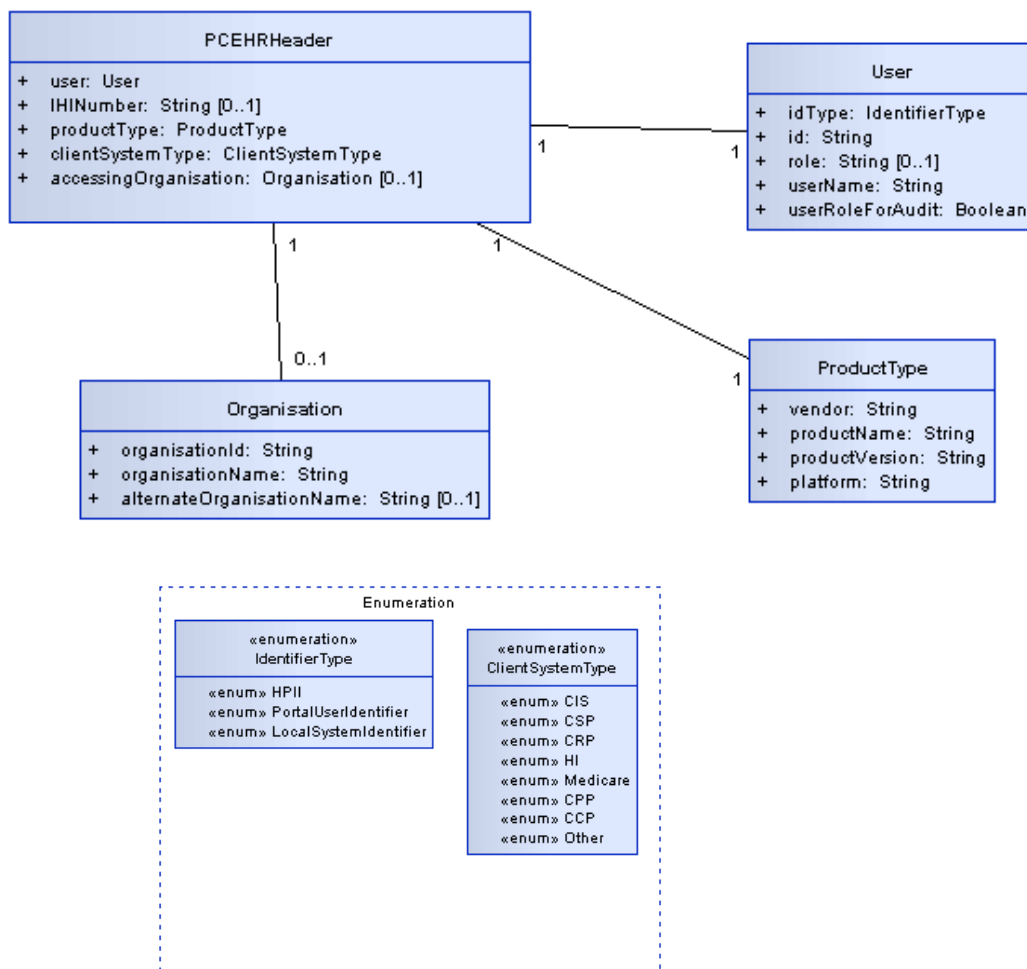 PCEHRHeader
+ user: User
+ IHINumber: String [0..1]
+ productType: ProductType
+ clientSystemType: ClientSystemType
+ accessingOrganisation: Organisation [0..1]
User
+ idType: IdentifierType
+ id: String
+ role: String [0..1]
+ userName: String
+ userRoleForAudit: Boolean
1
1
1
1
0..1
1
Organisation
+ organisationId: String
+ organisationName: String
+ alternateOrganisationName: String [0..1]
ProductType
+ vendor: String
+ productName: String
+ productVersion: String
+ platform: String
Enumeration
«enumeration»
IdentifierType
«enum» HPII
«enum» PortalUserIdentifier
«enum» LocalSystemIdentifier
«enumeration»
ClientSystemType
«enum» CIS
«enum» CSP
«enum» CRP
«enum» HI
«enum» Medicare
«enum» CPP
«enum» CCP
«enum» Other